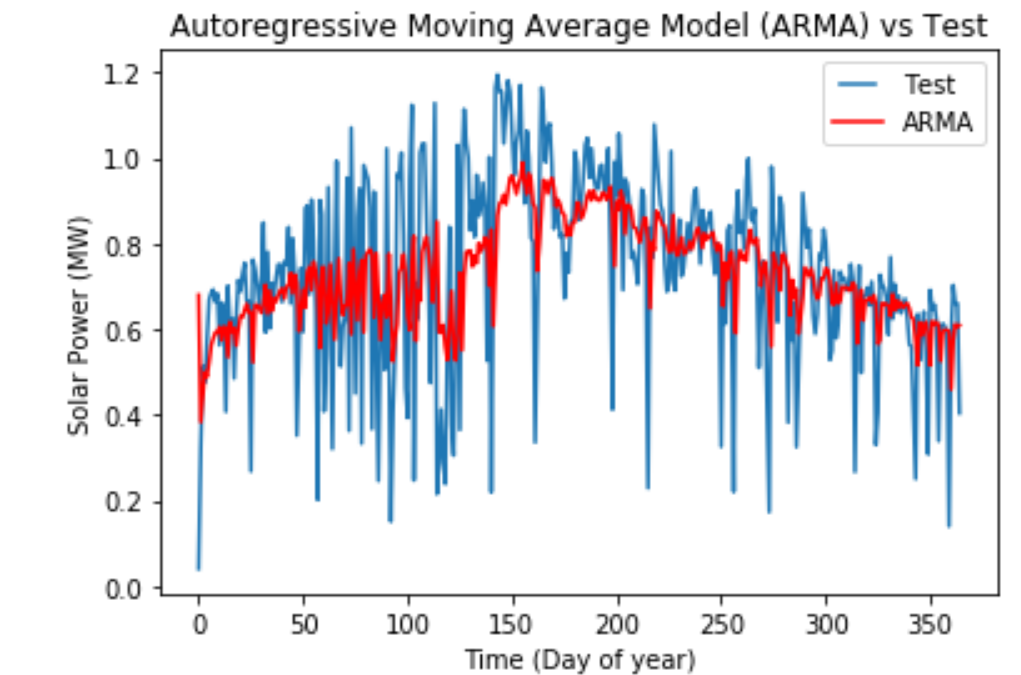 Autoregressive Moving Average Model (ARMA) vs Test
Test
ARMA
1.2
1.0
0.8
0.6
0.4
0.2
0.0
Solar Power (MW)
0 50 100 150 200 250 300 350
Time (Day of year)